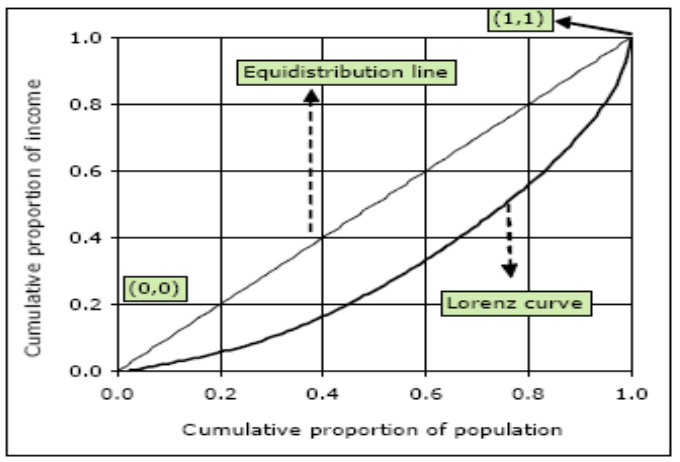 (1,1)
1.0
Equidistribution line
0.8
0.6
0.4
(0,0)
0.2
Lorenz curve
0.0
0.0 0.2 0.4 0.6 0.8 1.0
Cumulative proportion of income
Cumulative proportion of population